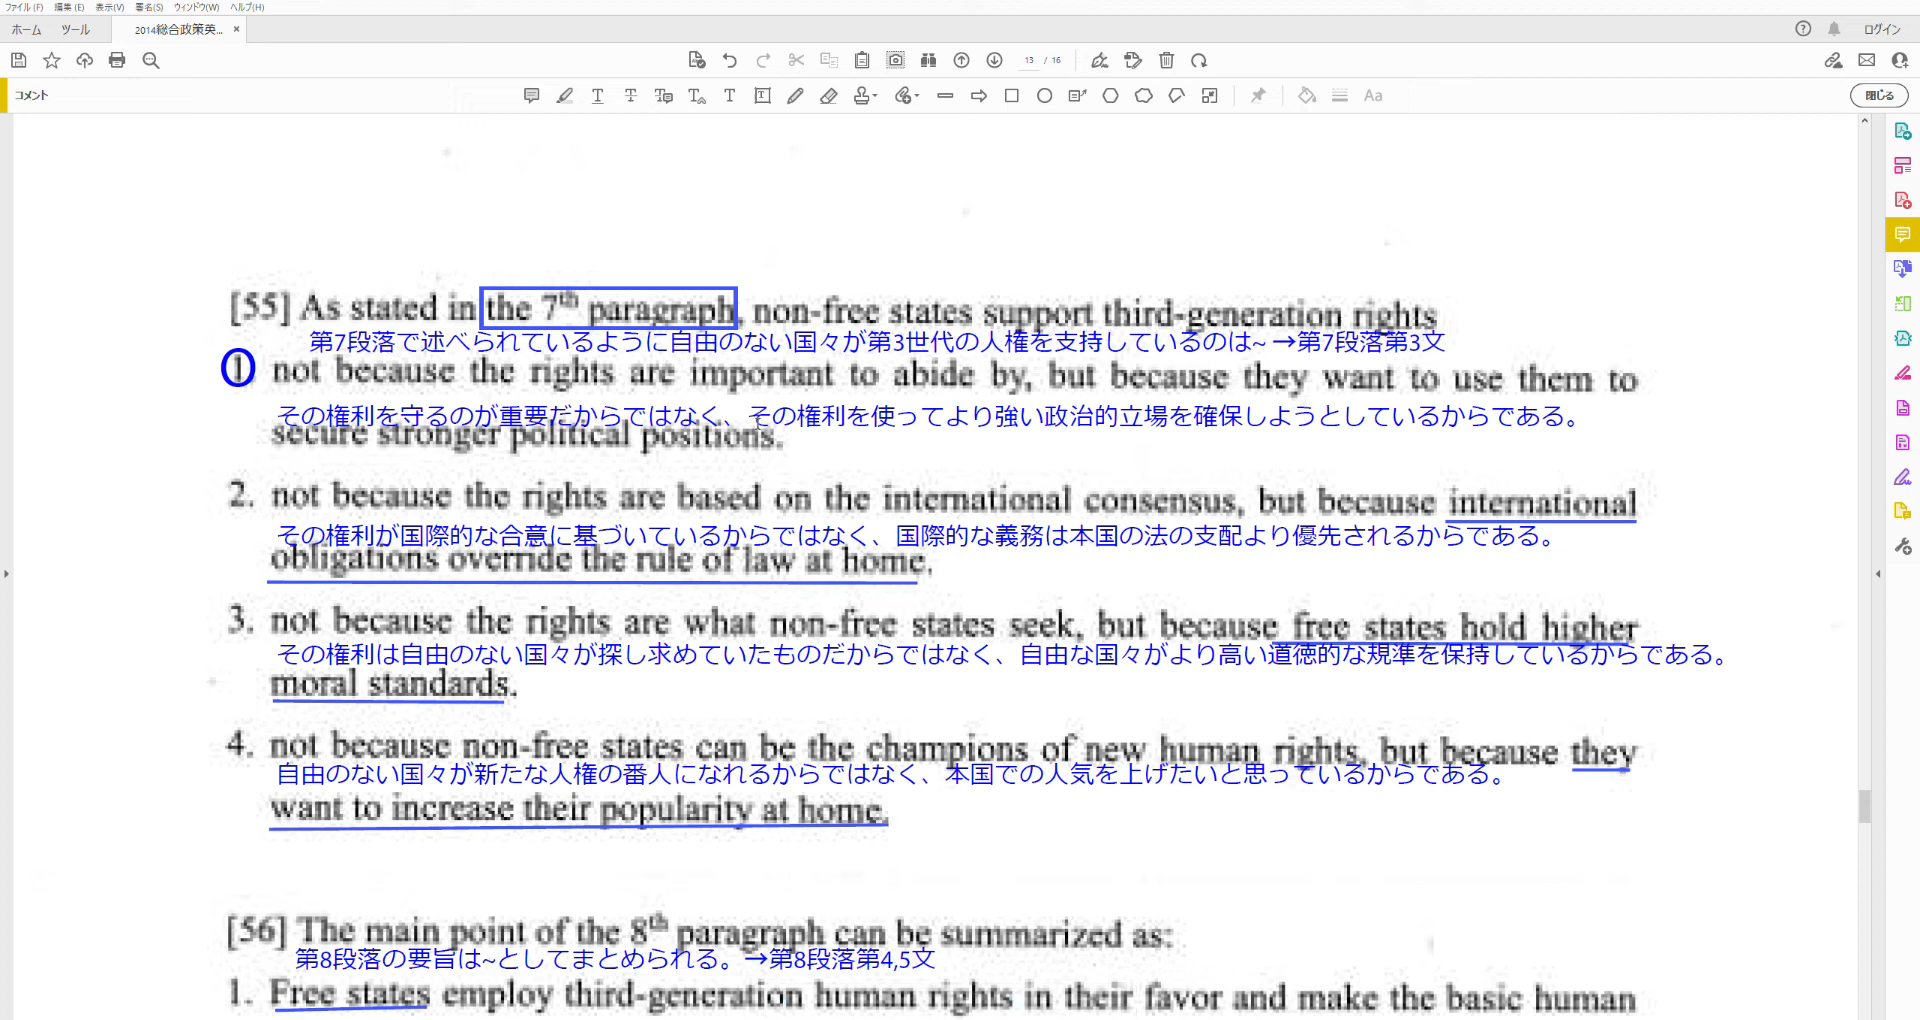 ファイル(F) 編集(E) 表示(V) 署名(S) ウィンドウ(W) ヘルプ(H)
ホーム ツール 2014総合政策英... × ログイン
13 / 16
コメント Aa 閉じる
[55] As stated in the 7th paragraph, non-free states support third-generation rights
第7段落で述べられているように自由のない国々が第3世代の人権を支持しているのは~→第7段落第3文
1. not because the rights are important to abide by, but because they want to use them to
その権利を守るのが重要だからではなく、その権利を使ってより強い政治的立場を確保しようとしているからである。
secure stronger political positions.
2. not because the rights are based on the international consensus, but because international
その権利が国際的な合意に基づいているからではなく、国際的な義務は本国の法の支配より優先されるからである。
obligations override the rule of law at home.
3. not because the rights are what non-free states seek, but because free states hold higher
その権利は自由のない国々が探し求めていたものだからではなく、自由な国々がより高い道徳的な規準を保持しているからである。
moral standards.
4. not because non-free states can be the champions of new human rights, but because they
自由のない国々が新たな人権の番人になれるからではなく、本国での人気を上げたいと思っているからである。
want to increase their popularity at home.
[56] The main point of the 8th paragraph can be summarized as:
第8段落の要旨は~としてまとめられる。→第8段落第4,5文
1. Free states employ third-generation human rights in their favor and make the basic human